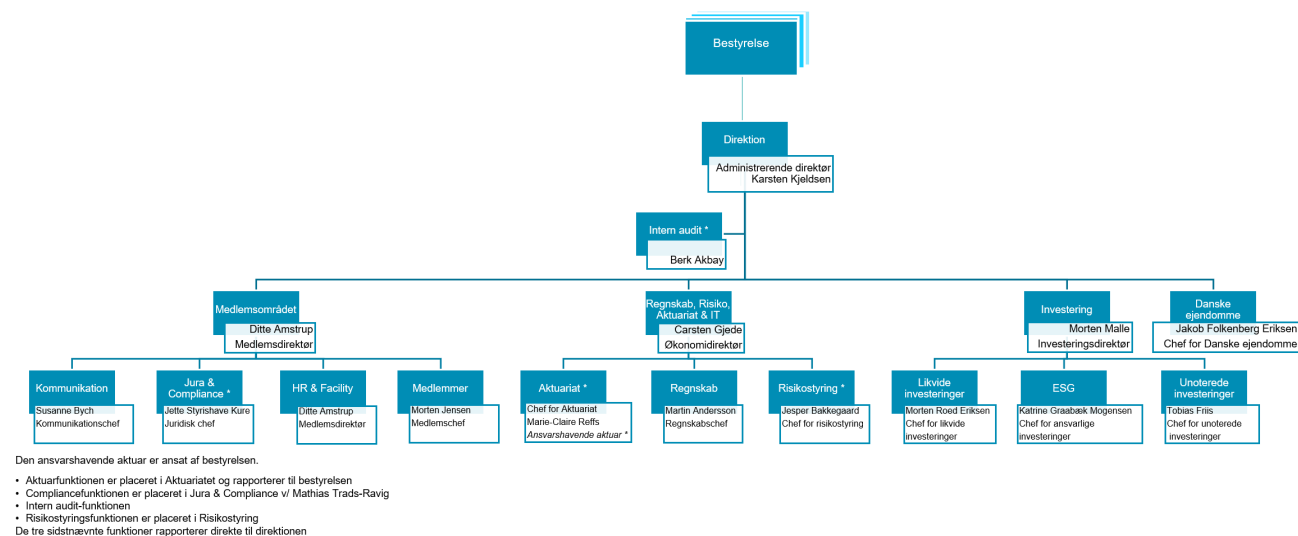 Bestyrelse
Direktion
Administrerende direktør
Karsten Kjeldsen
Intern audit *
Berk Akbay
Medlemsområdet
Ditte Amstrup
Medlemsdirektør
Regnskab, Risiko,
Aktuariat & IT
Carsten Gjede
Økonomidirektør
Investering
Morten Malle
Investeringsdirektør
Danske
ejendomme
Jakob Folkenberg Eriksen
Chef for Danske ejendomme
Kommunikation
Susanne Bych
Kommunikationschef
Jura &
Compliance *
Jette Styrishave Kure
Juridisk chef
HR & Facility
Ditte Amstrup
Medlemsdirektør
Medlemmer
Morten Jensen
Medlemschef
Aktuariat *
Chef for Aktuariat
Marie-Claire Reffs
Ansvarshavende aktuar *
Regnskab
Martin Andersson
Regnskabschef
Risikostyring *
Jesper Bakkegaard
Chef for risikostyring
Likvide
investeringer
Morten Roed Eriksen
Chef for likvide
investeringer
ESG
Katrine Graabæk Mogensen
Chef for ansvarlige
investeringer
Unoterede
investeringer
Tobias Friis
Chef for unoterede
investeringer
Den ansvarshavende aktuar er ansat af bestyrelsen.
• Aktuarfunktionen er placeret i Aktuariatet og rapporterer til bestyrelsen
• Compliancefunktionen er placeret i Jura & Compliance v/ Mathias Trads-Ravig
• Intern audit-funktionen
• Risikostyringsfunktionen er placeret i Risikostyring
De tre sidstnævnte funktioner rapporterer direkte til direktionen